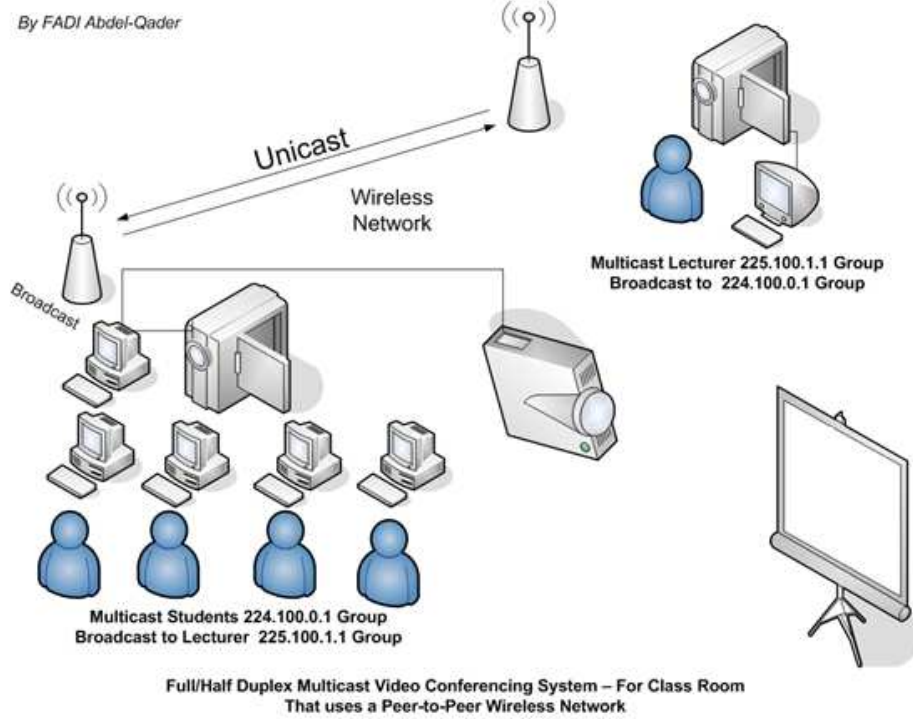 By FADI Abdel-Qader
Unicast
Wireless
Network
Broadcast
Multicast Lecturer 225.100.1.1 Group
Broadcast to 224.100.0.1 Group
Multicast Students 224.100.0.1 Group
Broadcast to Lecturer 225.100.1.1 Group
Full/Half Duplex Multicast Video Conferencing System – For Class Room
That uses a Peer-to-Peer Wireless Network